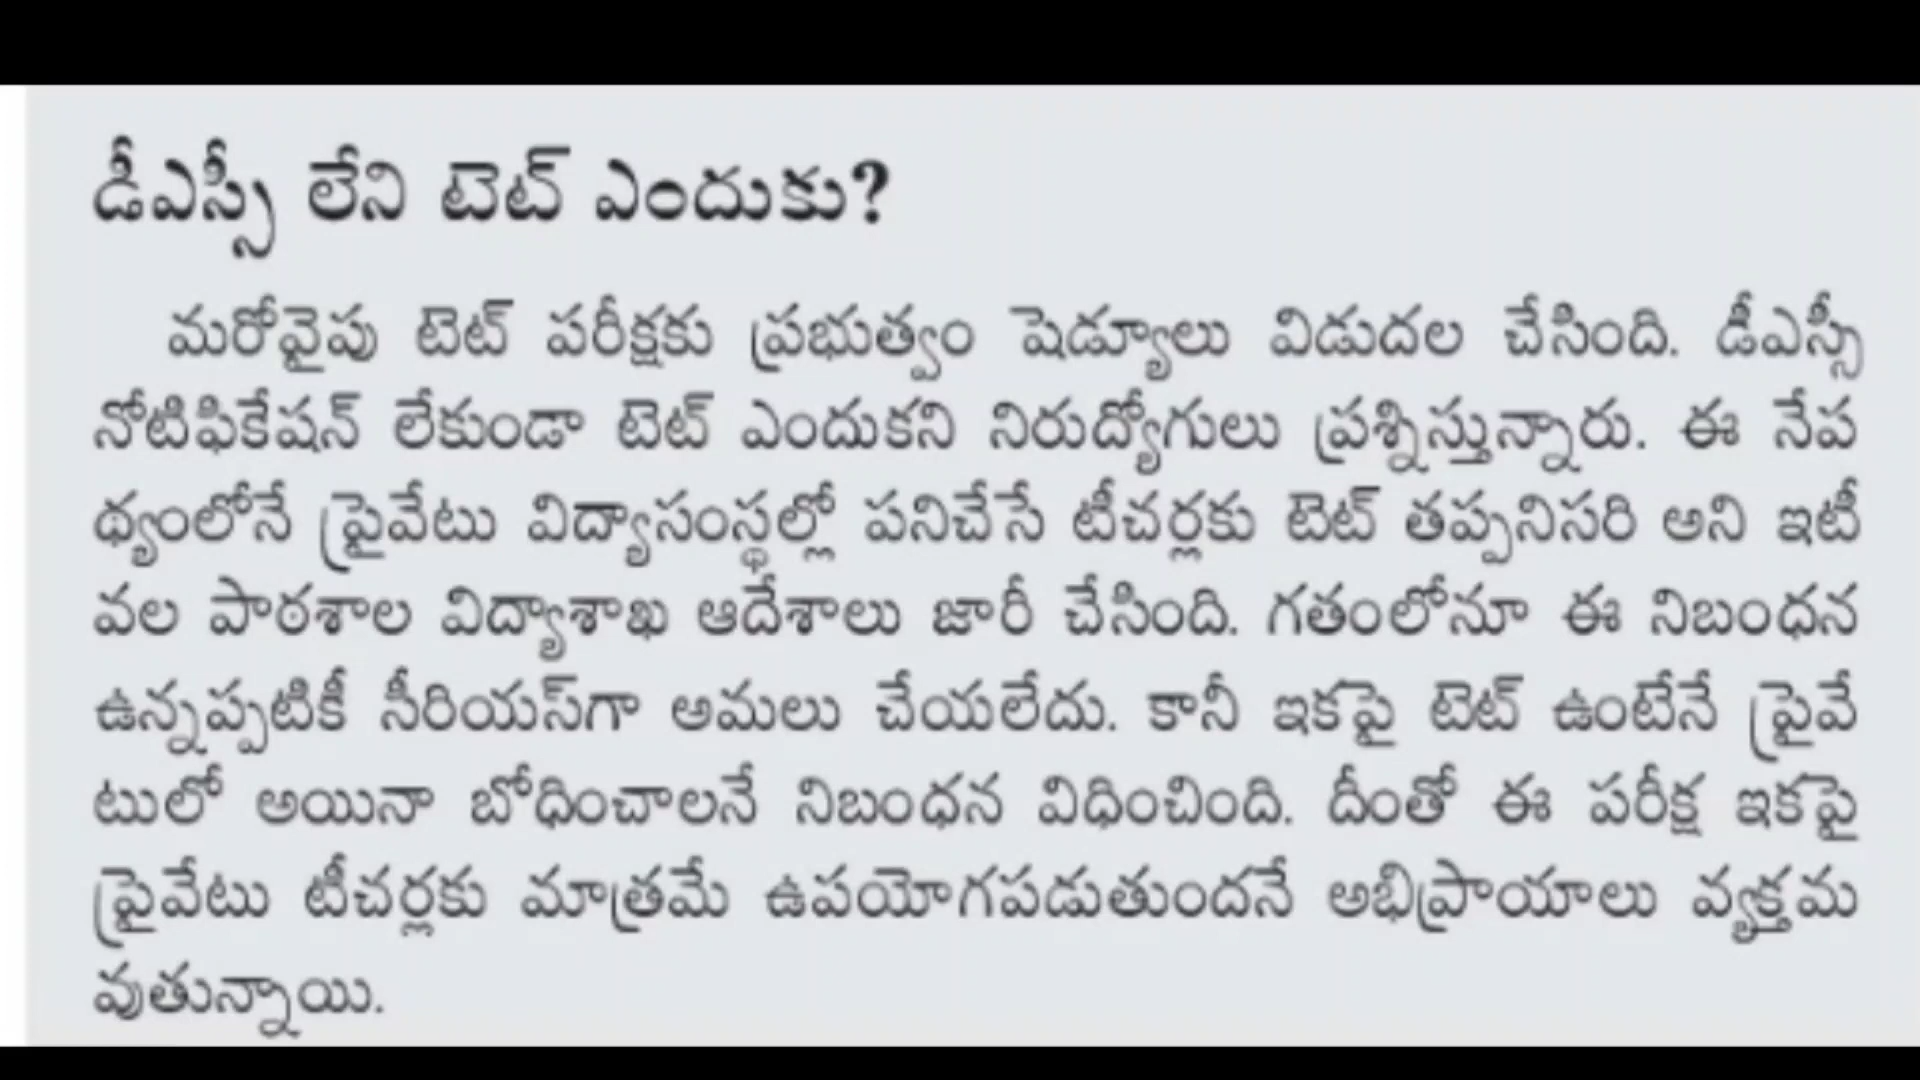 డీఎస్సీ లేని టెట్ ఎందుకు?
మరోవైపు టెట్ పరీక్షకు ప్రభుత్వం షెడ్యూలు విడుదల చేసింది. డీఎస్సీ
నోటిఫికేషన్ లేకుండా టెట్ ఎందుకని నిరుద్యోగులు ప్రశ్నిస్తున్నారు. ఈ నేప
థ్యంలోనే ప్రైవేటు విద్యాసంస్థల్లో పనిచేసే టీచర్లకు టెట్ తప్పనిసరి అని ఇటీ
వల పాఠశాల విద్యాశాఖ ఆదేశాలు జారీ చేసింది. గతంలోనూ ఈ నిబంధన
ఉన్నప్పటికీ సీరియస్‌గా అమలు చేయలేదు. కానీ ఇకపై టెట్ ఉంటేనే ప్రైవే
టులో అయినా బోధించాలనే నిబంధన విధించింది. దీంతో ఈ పరీక్ష ఇకపై
ప్రైవేటు టీచర్లకు మాత్రమే ఉపయోగపడుతుందనే అభిప్రాయాలు వ్యక్తమ
వుతున్నాయి.